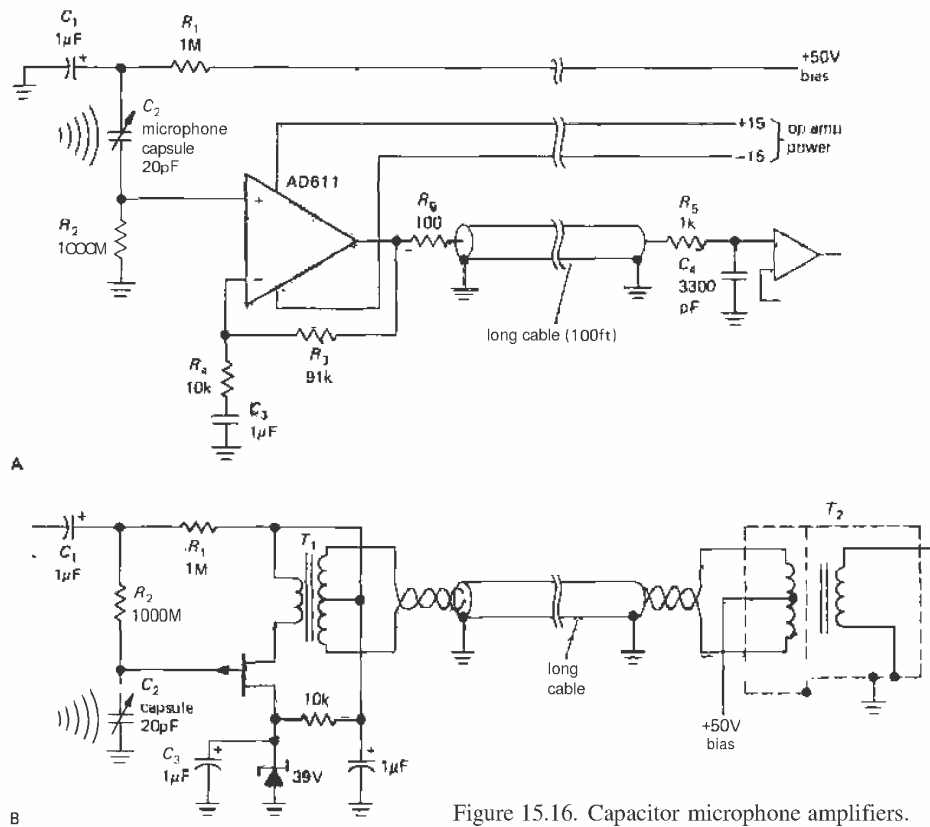 C1
1µF
+
R1
1M
+50V
bias
C2
microphone
capsule
20pF
+15
-15
op amp
power
AD611
R6
100
R5
1k
+
R2
1000M
−
C4
3300
pF
long cable (100ft)
R3
91k
R4
10k
C3
1µF
A
T2
+
C1
1µF
R1
1M
T1
R2
1000M
long
cable
C2
capsule
20pF
10k
+50V
bias
C3
1µF
+
39V
+
1µF
B
Figure 15.16. Capacitor microphone amplifiers.